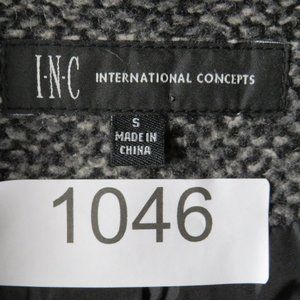 I·N·C INTERNATIONAL CONCEPTS
S
MADE IN
CHINA
1046